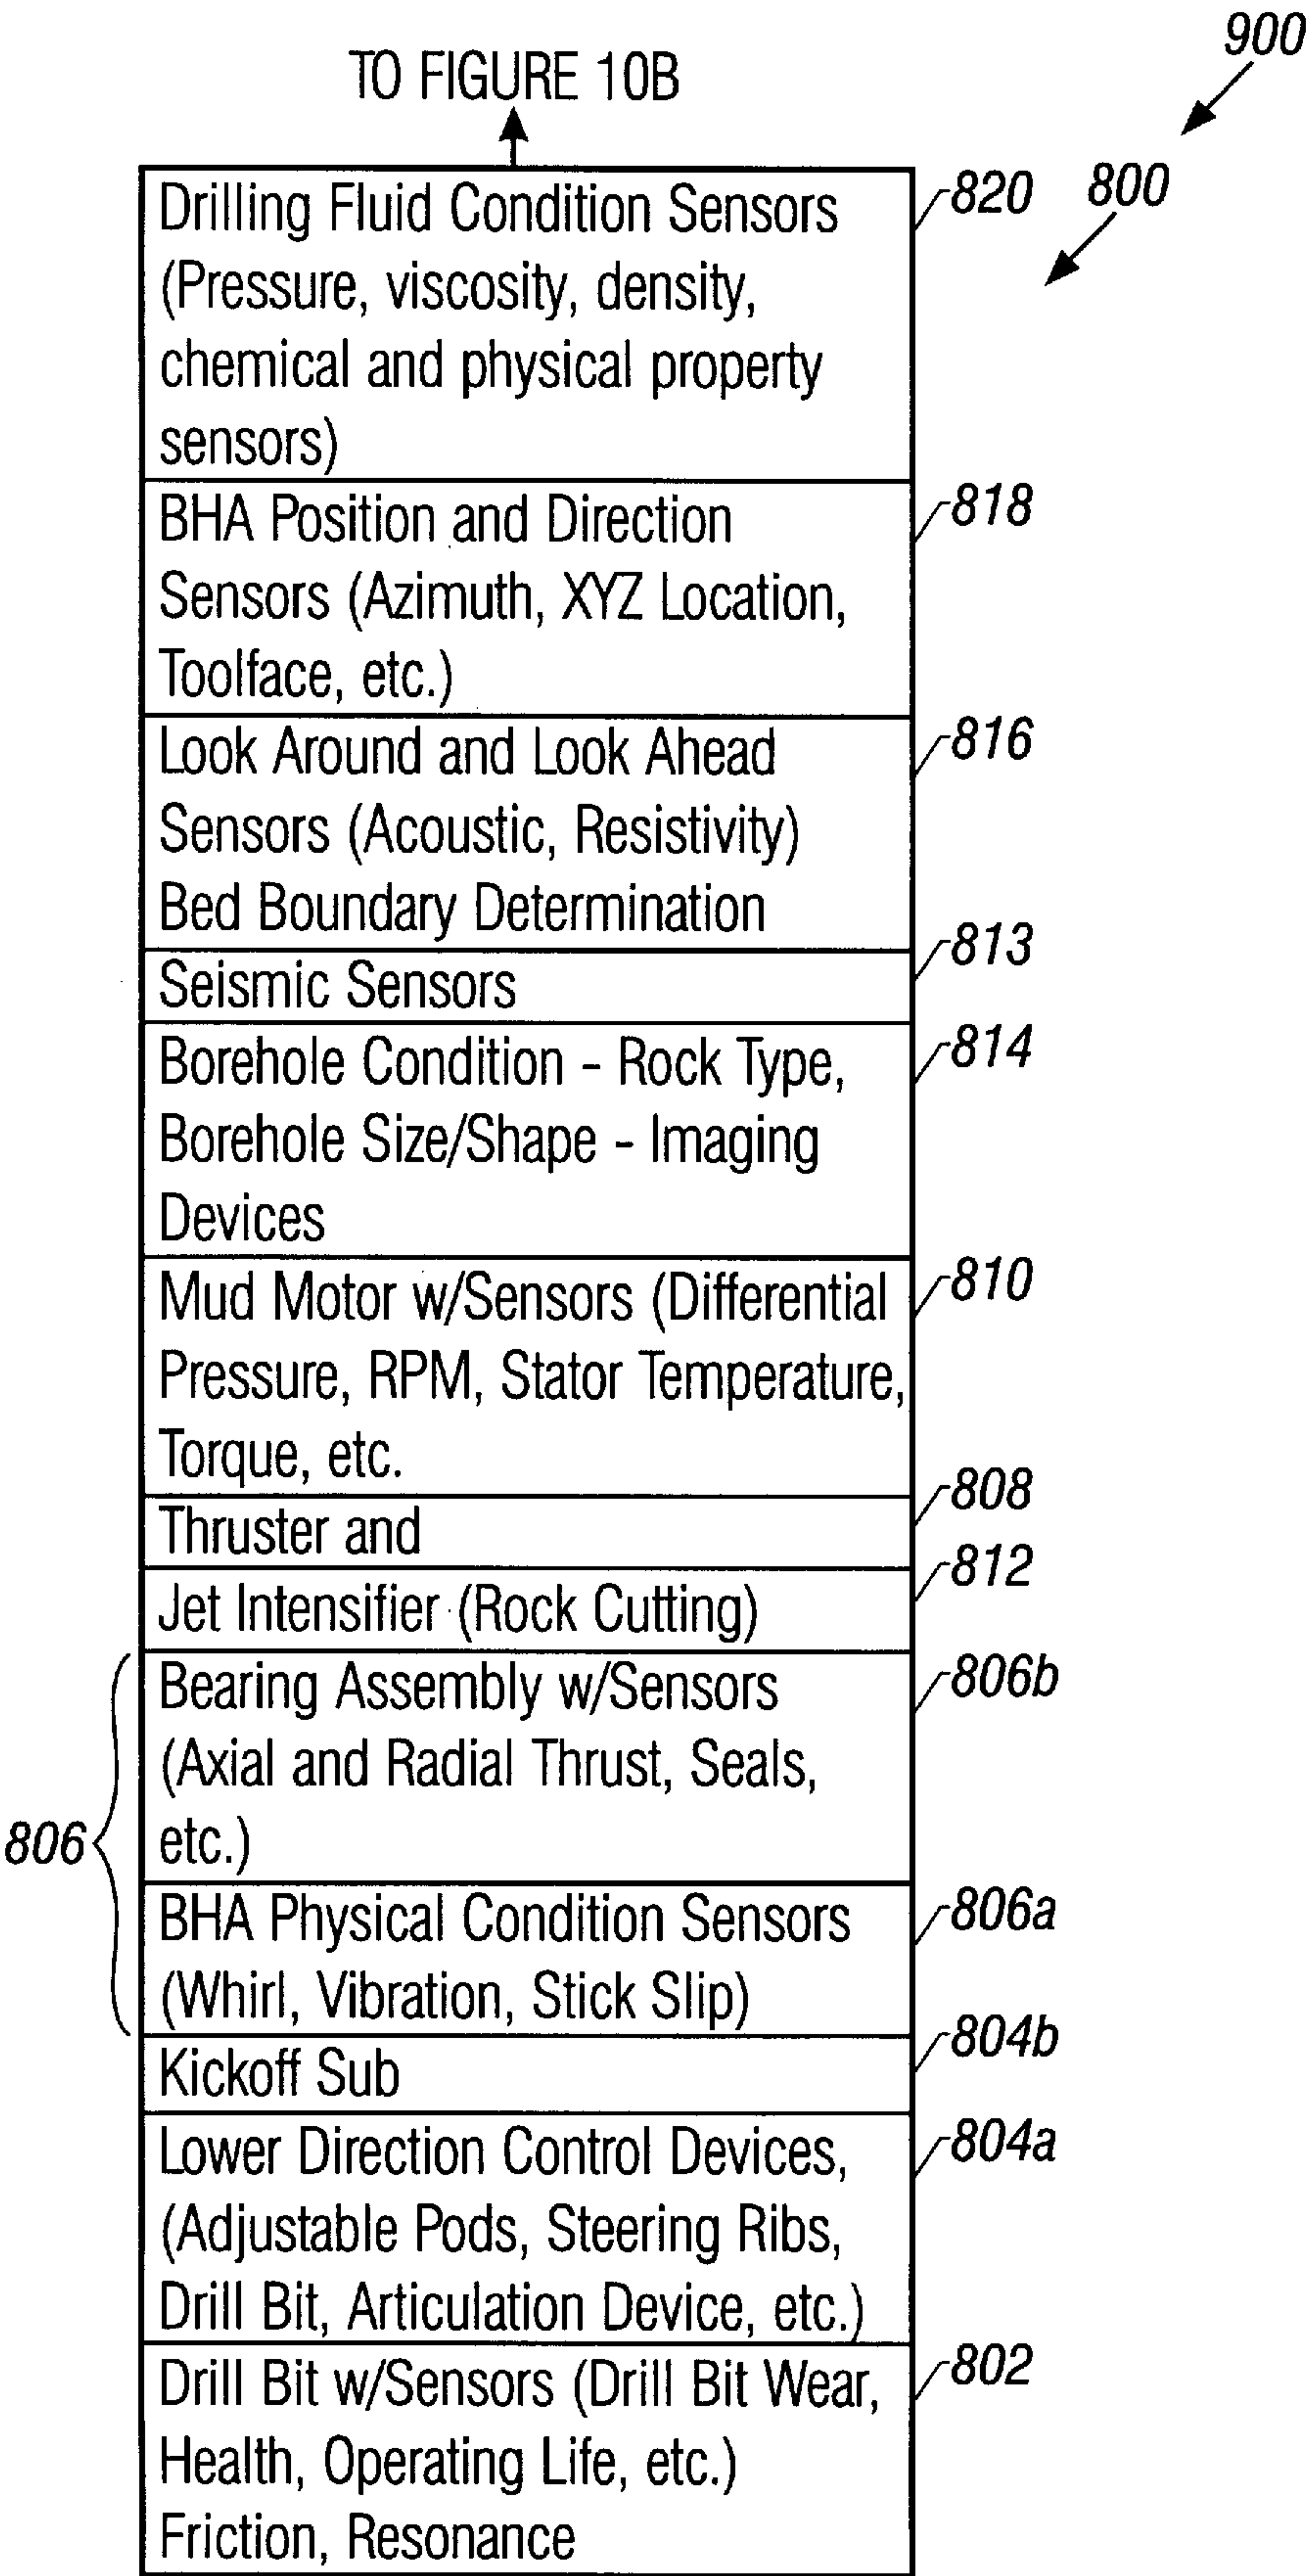 900
TO FIGURE 10B
800
Drilling Fluid Condition Sensors
820
(Pressure, viscosity, density,
chemical and physical property
sensors)
BHA Position and Direction
818
Sensors (Azimuth, XYZ Location,
Toolface, etc.)
Look Around and Look Ahead
816
Sensors (Acoustic, Resistivity)
Bed Boundary Determination
813
Seismic Sensors
Borehole Condition - Rock Type,
814
Borehole Size/Shape - Imaging
Devices
Mud Motor w/Sensors (Differential
810
Pressure, RPM, Stator Temperature,
Torque, etc.
808
Thruster and
812
Jet Intensifier (Rock Cutting)
Bearing Assembly w/Sensors
806b
(Axial and Radial Thrust, Seals,
etc.)
806
BHA Physical Condition Sensors
806a
(Whirl, Vibration, Stick Slip)
804b
Kickoff Sub
Lower Direction Control Devices,
804a
(Adjustable Pods, Steering Ribs,
Drill Bit, Articulation Device, etc.)
Drill Bit w/Sensors (Drill Bit Wear,
802
Health, Operating Life, etc.)
Friction, Resonance